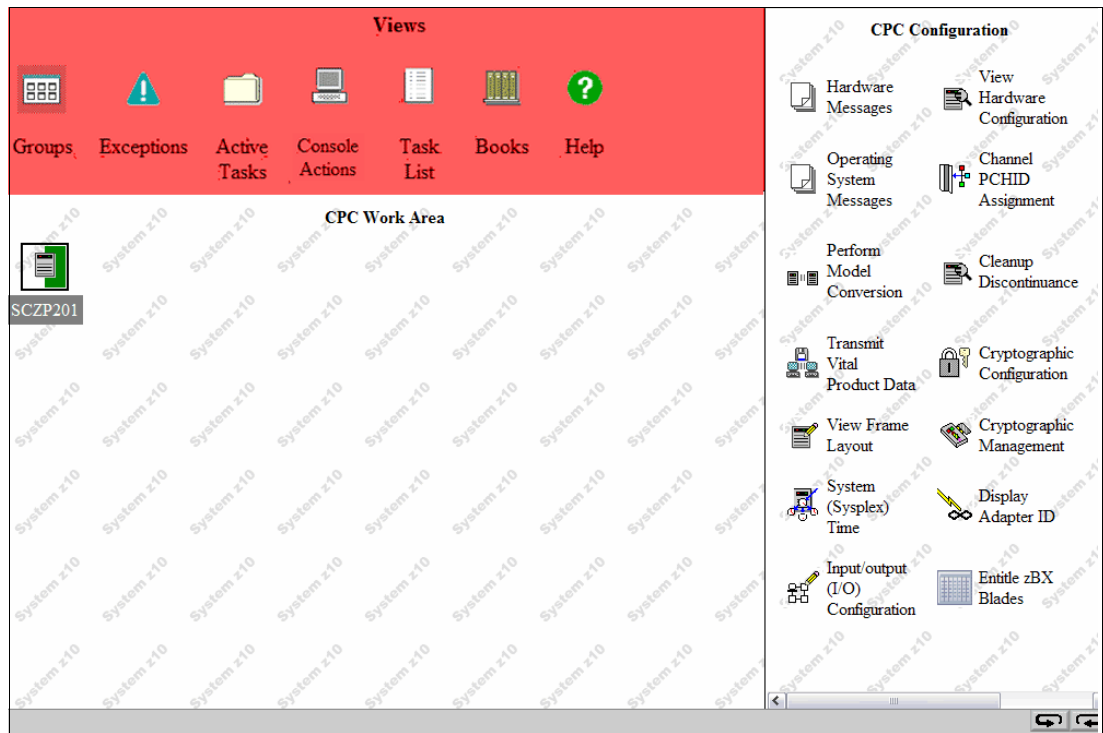 Views
Groups Exceptions Active Tasks Console Actions Task List Books Help
CPC Work Area
SCZP201
CPC Configuration
Hardware Messages
View Hardware Configuration
Operating System Messages
Channel PCHID Assignment
Perform Model Conversion
Cleanup Discontinuance
Transmit Vital Product Data
Cryptographic Configuration
View Frame Layout
Cryptographic Management
System (Sysplex) Time
Display Adapter ID
Input/output (I/O) Configuration
Entitle zBX Blades
System z10